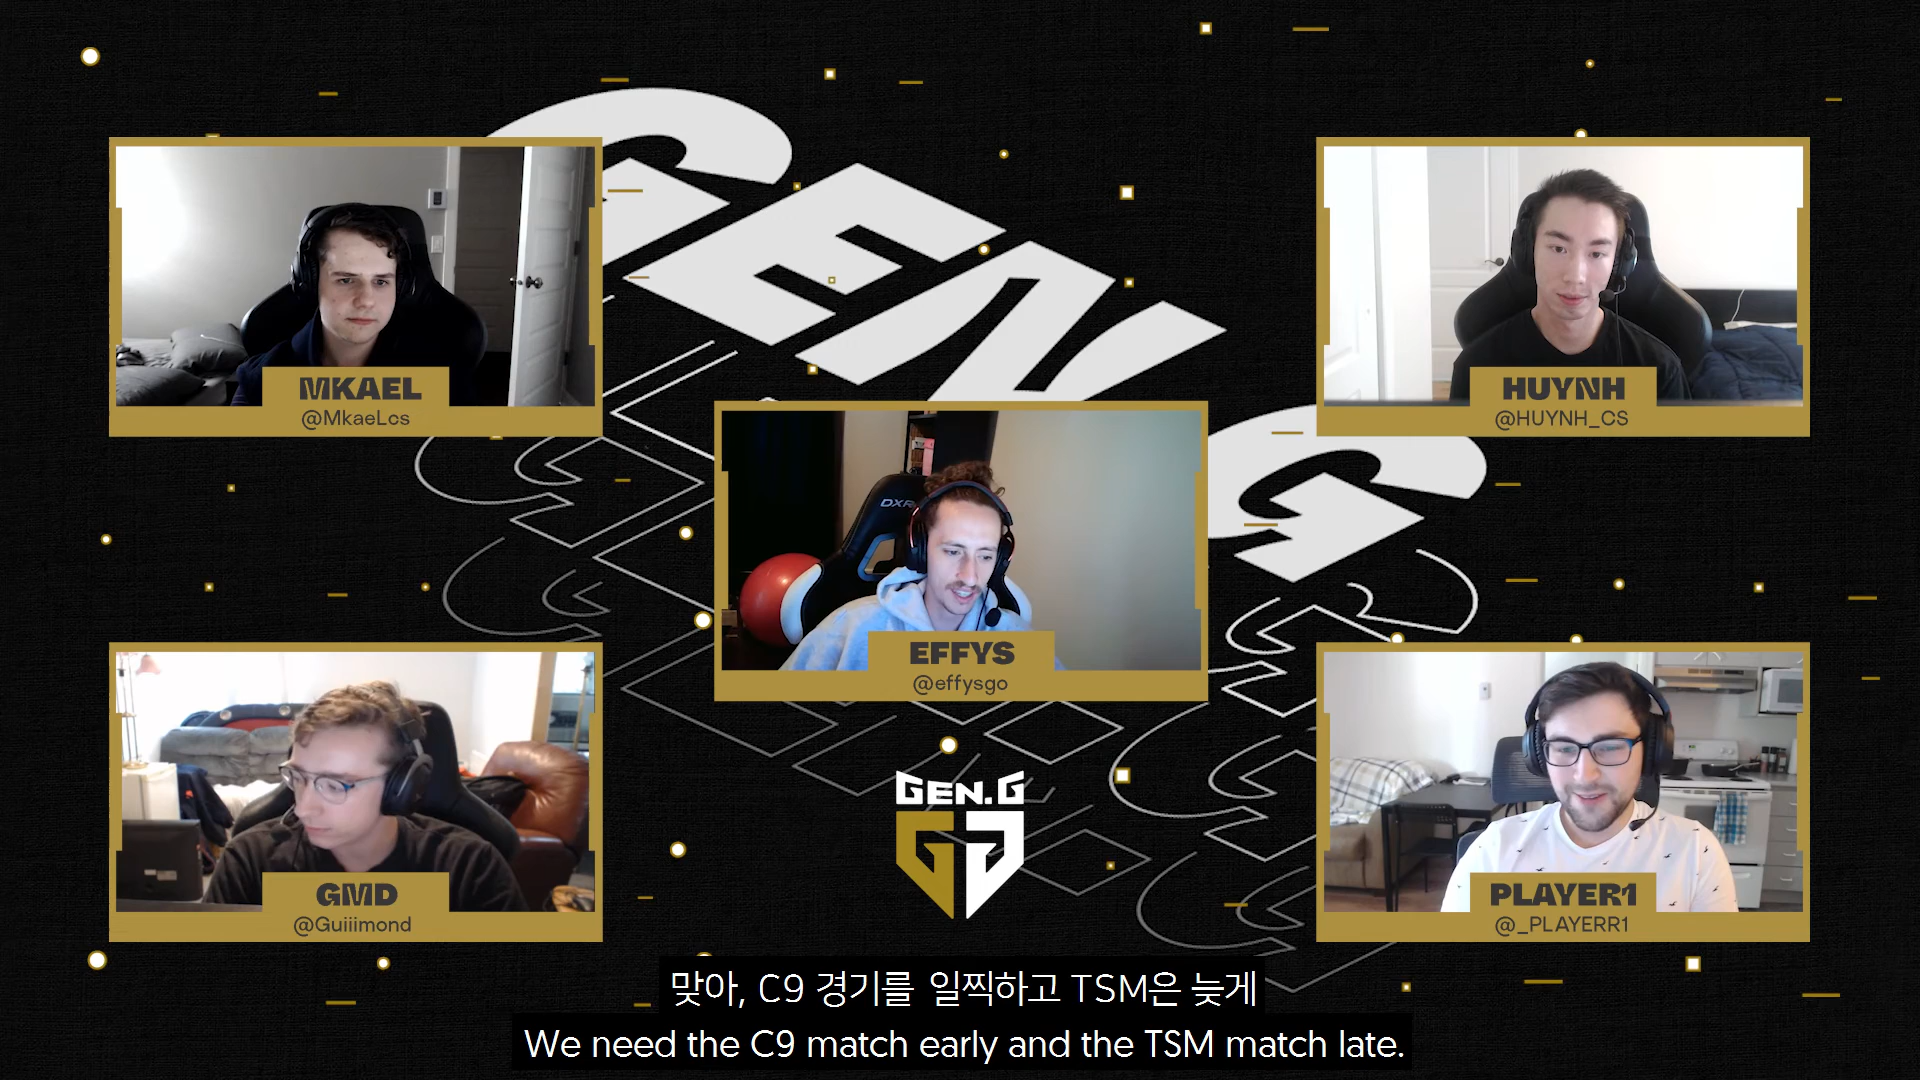 GEN.G
MKAEL
@MkaeLcs
HUYNH
@HUYNH_CS
DXR
EFFYS
@effysgo
GMD
@Guiiimond
PLAYER1
@_PLAYERR1
GEN.G
맞아, C9 경기를 일찍하고 TSM은 늦게
We need the C9 match early and the TSM match late.